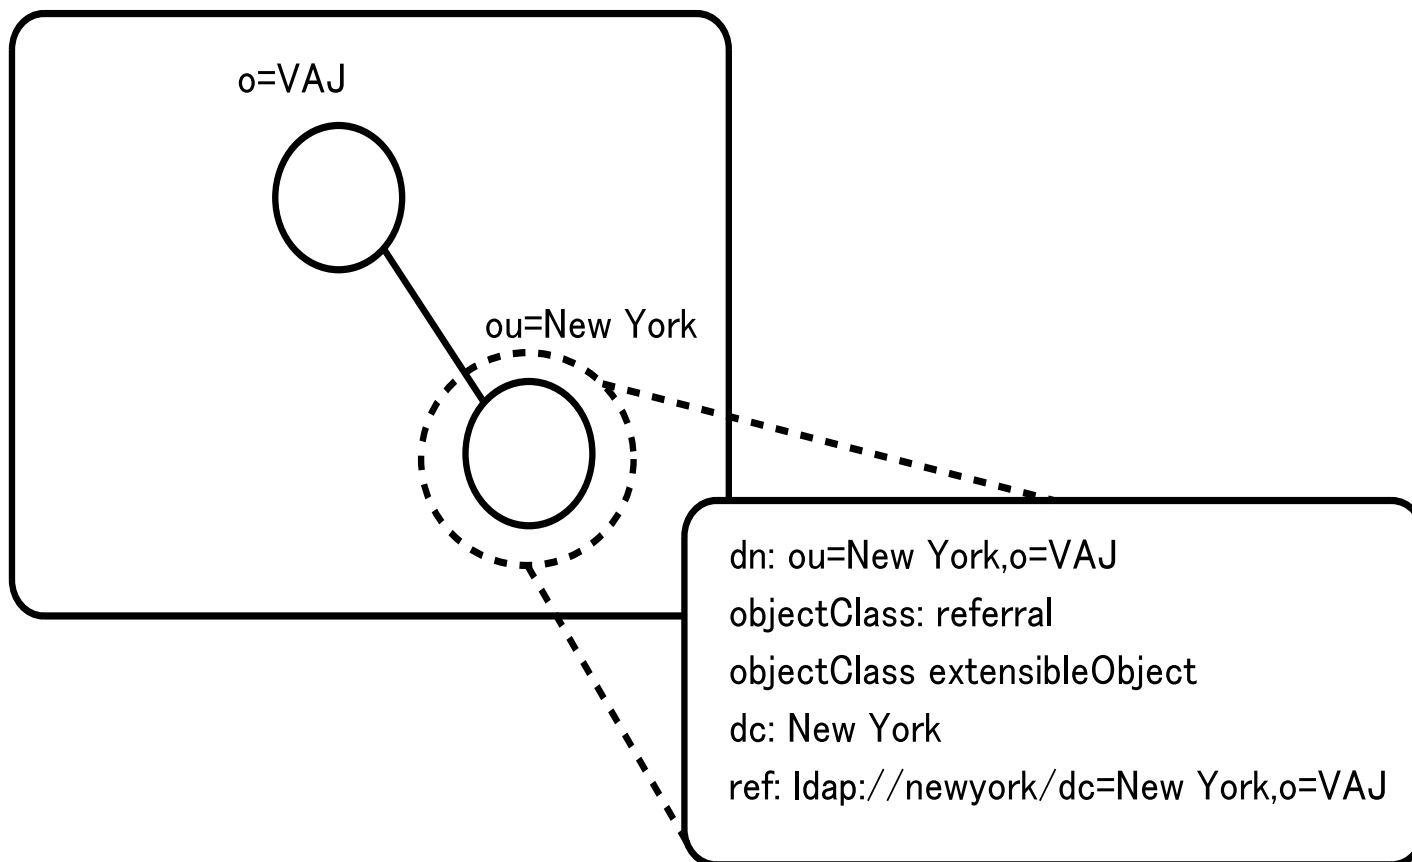 o=VAJ
ou=New York
dn: ou=New York,o=VAJ
objectClass: referral
objectClass extensibleObject
dc: New York
ref: ldap://newyork/dc=New York,o=VAJ